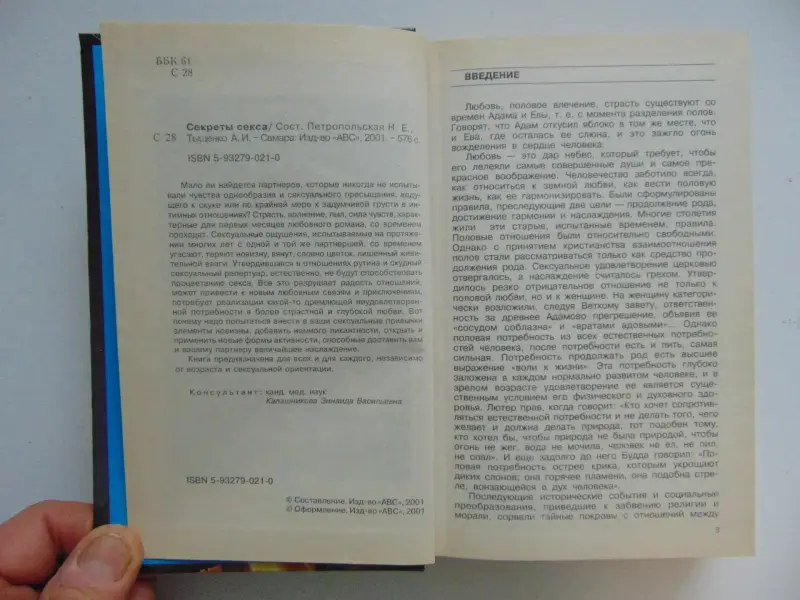 ББК 61
С 28
Секреты секса/ Сост. Петропольская Н. Е.,
С 28 Тыщенко А. И. – Самара: Изд-во «АВС», 2001. – 576 с.
ISBN 5-93279-021-0
Мало ли найдется партнеров, которые никогда не испыты-
вали чувства однообразия и сексуального пресыщения, веду-
щего к скуке или по крайней мере к задумчивой грусти в ин-
тимных отношениях? Страсть, волнение, пыл, сила чувств, харак-
терные для первых месяцев любовного романа, со временем
проходят. Сексуальные ощущения, испытываемые на протяже-
нии многих лет с одной и той же партнершей, со временем
угасают, теряют новизну, вянут, словно цветок, лишенный живи-
тельной влаги. Утвердившаяся в отношениях рутина и скудный
сексуальный репертуар, естественно, не будут способствовать
процветанию секса. Все это разрушает радость отношений,
может привести к новым любовным связям и приключениям,
потребует реализации какой-то дремлющей неудовлетворен-
ной потребности в более страстной и глубокой любви. Вот
почему надо попытаться внести в ваши сексуальные привычки
элементы новизны, добавить немного пикантности, открыть и
применить новые формы активности, способные доставить вам
и вашему партнеру величайшее наслаждение.
Книга предназначена для всех и для каждого, независимо
от возраста и сексуальной ориентации.
Консультант: канд. мед. наук
Калашникова Зинаида Васильевна
ISBN 5-93279-021-0
© Составление. Изд-во «АВС», 2001
© Оформление. Изд-во «АВС», 2001
ВВЕДЕНИЕ
Любовь, половое влечение, страсть существуют со
времен Адама и Евы, т. е. с момента разделения полов.
Говорят, что Адам откусил яблоко в том же месте, что
и Ева, где осталась ее слюна, и это зажгло огонь
вожделения в сердце человека.
Любовь — это дар небес, который требует, чтобы
его лелеяли самые совершенные души и самое пре-
красное воображение. Человечество заботило всегда,
как относиться к земной любви, как вести половую
жизнь, как ее гармонизировать. Были сформулированы
правила, преследующие две цели — продолжение рода,
достижение гармонии и наслаждения. Многие столетия
жили эти старые, испытанные временем, правила.
Половые отношения были относительно свободными.
Однако с принятием христианства взаимоотношения
полов стали рассматриваться только как средство про-
должения рода. Сексуальное удовлетворение церковью
отвергалось, а наслаждение считалось грехом. Утвер-
дилось резко отрицательное отношение не только к
половой любви, но и к женщине. На женщину категори-
чески возложили, следуя Ветхому завету, ответствен-
ность за древнее Адамово прегрешение, объявив ее
«сосудом соблазна» и «вратами адовыми»... Однако
половая потребность из всех естественных потребно-
стей человека, после потребности есть и пить, самая
сильная. Потребность продолжать род есть высшее
выражение «воли к жизни». Эта потребность глубоко
заложена в каждом нормально развитом человеке, и в
зрелом возрасте удовлетворение ее является суще-
ственным условием его физического и духовного здо-
ровья. Лютер прав, когда говорит: «Кто хочет сопротив-
ляться естественной потребности и не делать того, чего
желает и должна делать природа, тот подобен тому,
кто хотел бы, чтобы природа не была природой, чтобы
огонь не жег, вода не мочила, человек не ел, не пил,
не спал». И еще задолго до него Будда говорил: «По-
ловая потребность острее крика, которым укрощают
диких слонов; она горячее пламени, она подобна стре-
ле, вонзающейся в дух человека».
Последующие исторические событие и социальные
преобразования, приведшие к забвению религии и
морали, сорвали тайные покровы с отношений между
3